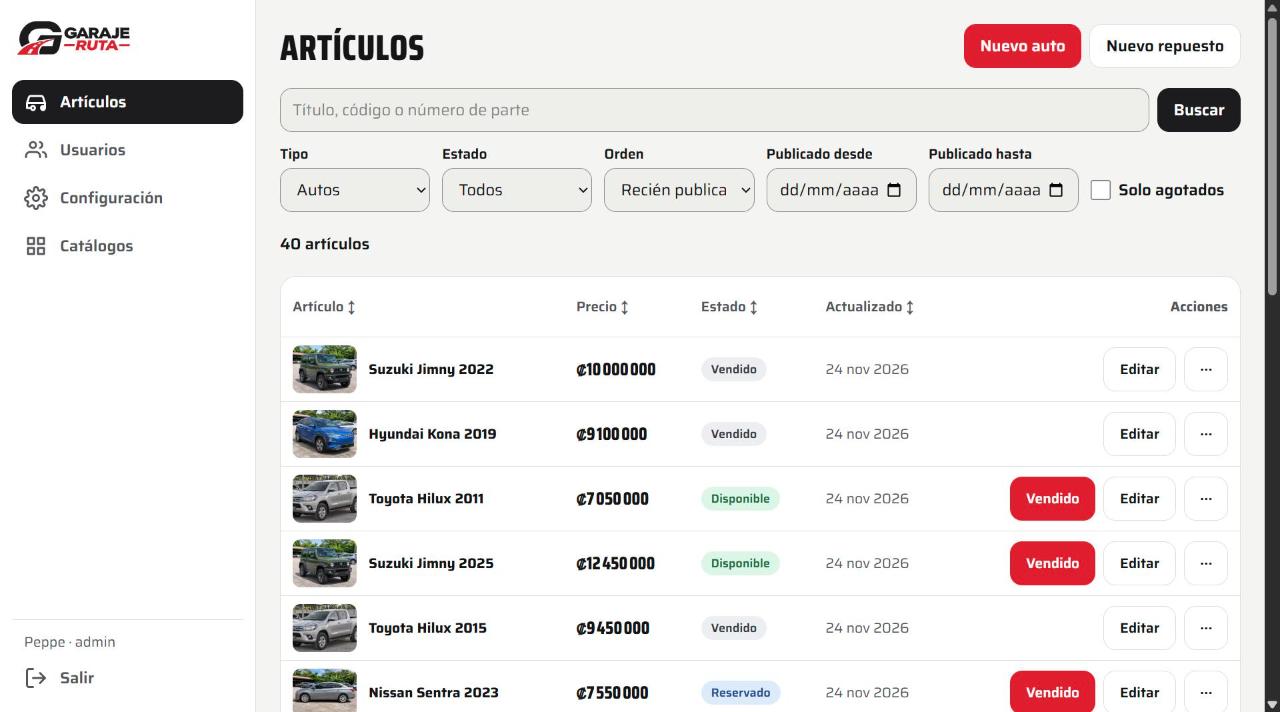 GARAJE
RUTA
Artículos
Usuarios
Configuración
Catálogos
Peppe · admin
Salir
ARTÍCULOS
Nuevo auto
Nuevo repuesto
Título, código o número de parte
Buscar
Tipo
Estado
Orden
Publicado desde
Publicado hasta
Autos
Todos
Recién publica
dd/mm/aaaa
dd/mm/aaaa
Solo agotados
40 artículos
Artículo ↕ Precio ↕ Estado ↕ Actualizado ↕ Acciones
Suzuki Jimny 2022 ₡10 000 000 Vendido 24 nov 2026 Editar ···
Hyundai Kona 2019 ₡9 100 000 Vendido 24 nov 2026 Editar ···
Toyota Hilux 2011 ₡7 050 000 Disponible 24 nov 2026 Vendido Editar ···
Suzuki Jimny 2025 ₡12 450 000 Disponible 24 nov 2026 Vendido Editar ···
Toyota Hilux 2015 ₡9 450 000 Vendido 24 nov 2026 Editar ···
Nissan Sentra 2023 ₡7 550 000 Reservado 24 nov 2026 Vendido Editar ···